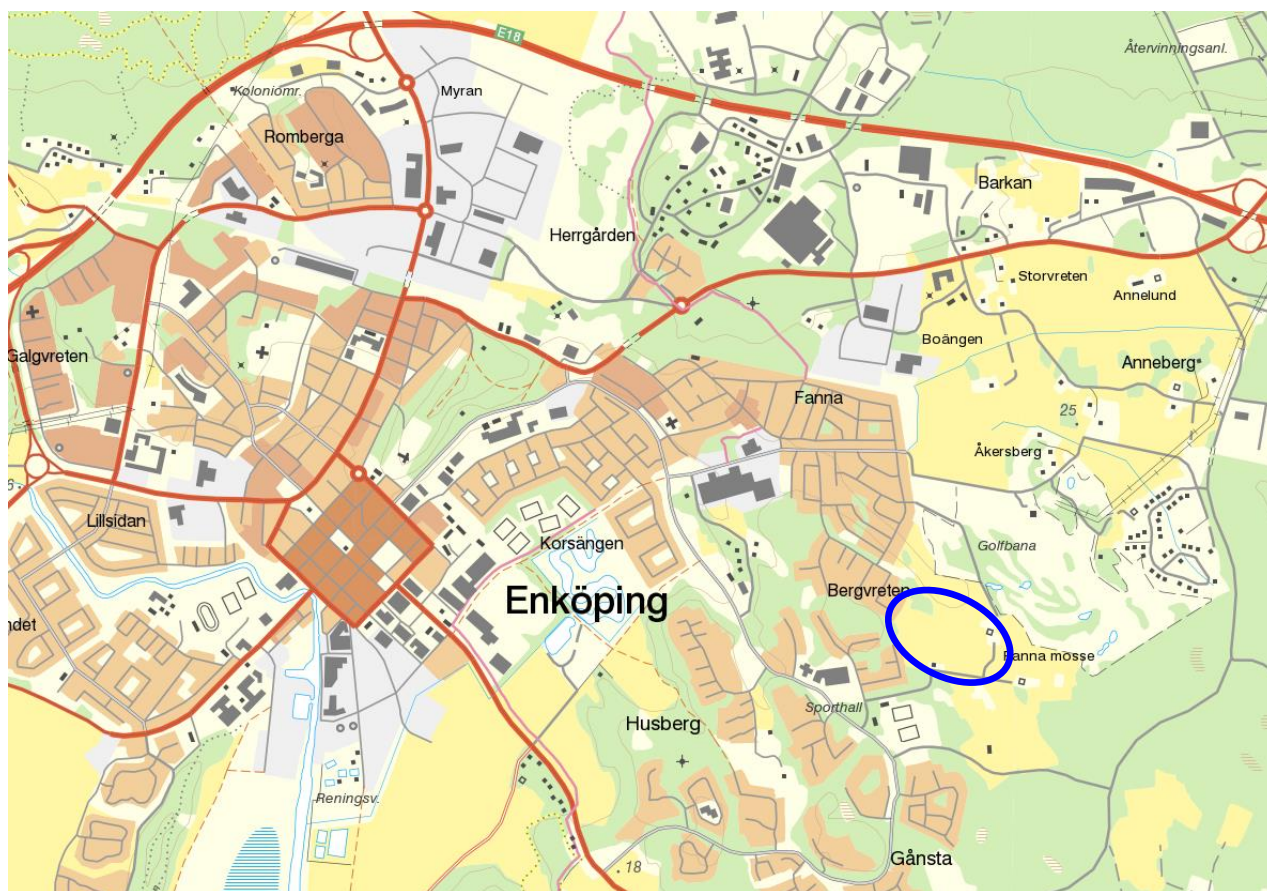 E18
Återvinningsanl.
Koloniomr.
Myran
Romberga
Barkan
Herrgården
Storvreten
Annelund
Boängen
Galgvreten
Anneberg
Fanna
25
Åkersberg
Lillsidan
Korsängen
Golfbana
Enköping
Bergvreten
ndet
Fanna mosse
Sporthall
Husberg
Reningsv.
Gånsta
18